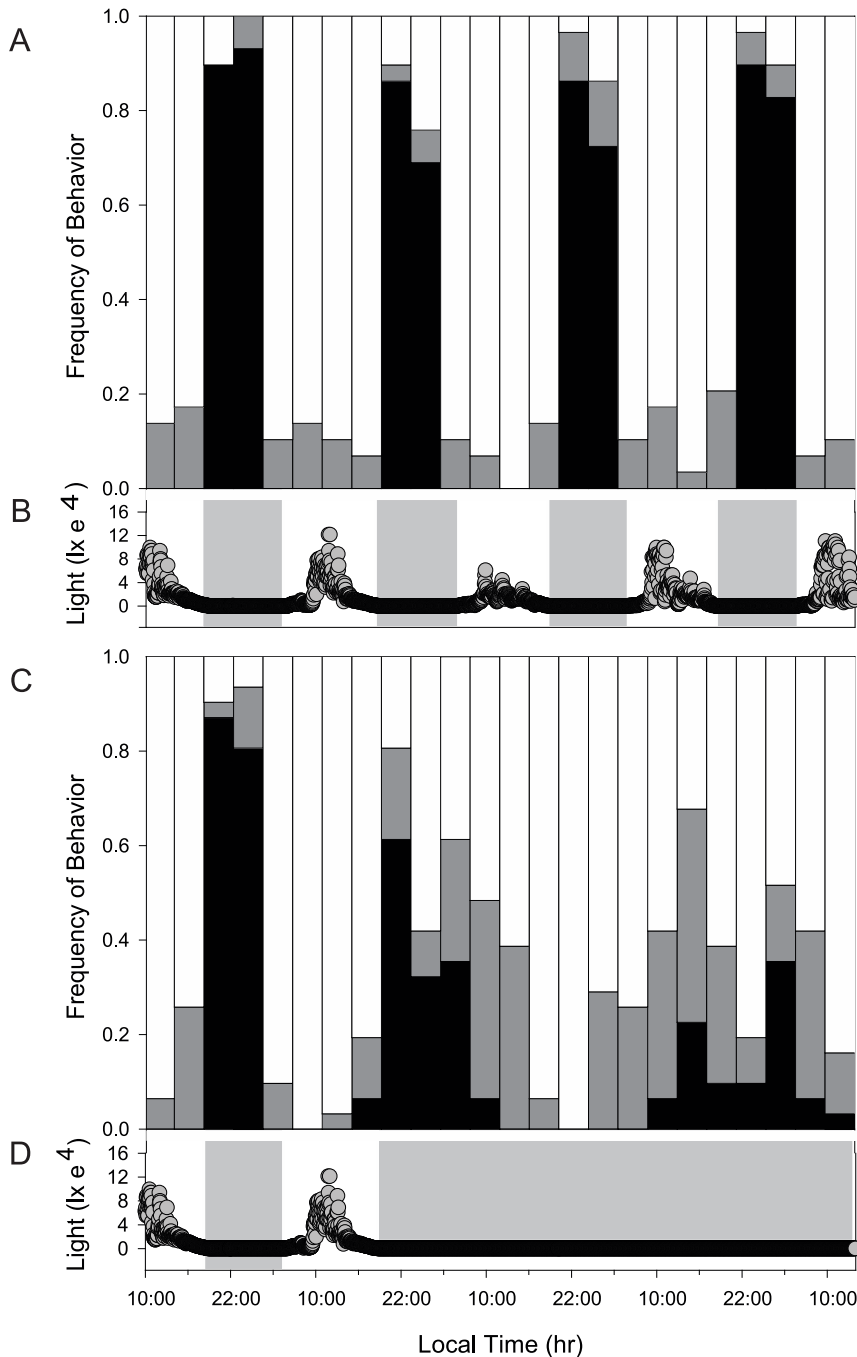 A
Frequency of Behavior
1.0
0.8
0.6
0.4
0.2
0.0
B
Light (lx e 4)
16
12
8
4
0
C
Frequency of Behavior
1.0
0.8
0.6
0.4
0.2
0.0
D
Light (lx e 4)
16
12
8
4
0
10:00 22:00 10:00 22:00 10:00 22:00 10:00 22:00 10:00
Local Time (hr)